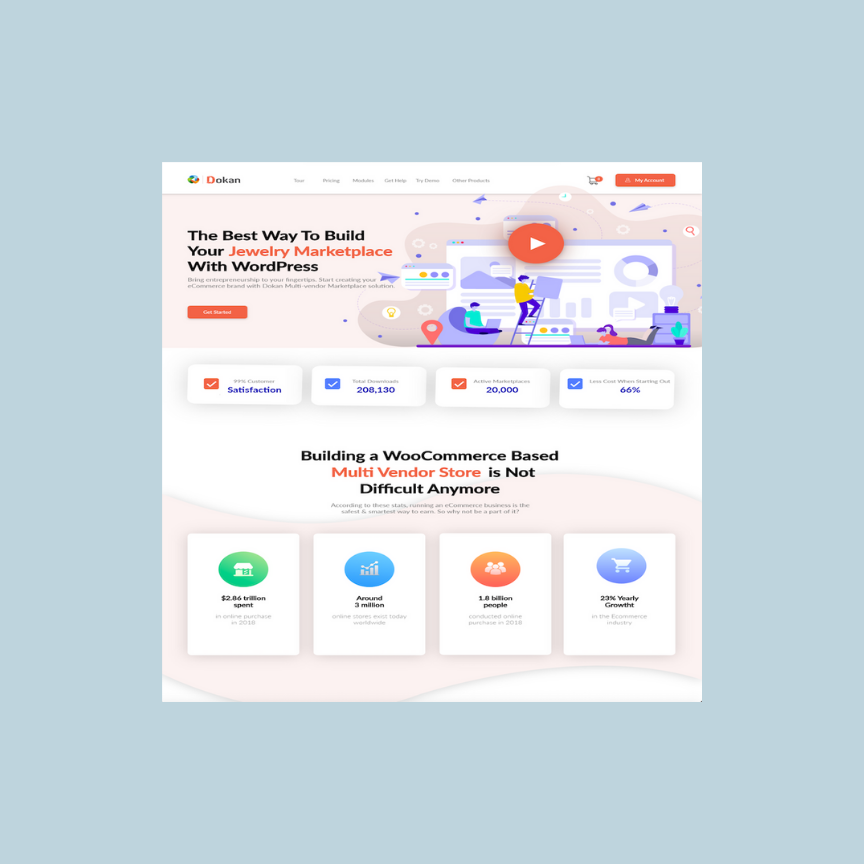 Dokan
Tour Pricing Modules Get Help Try Demo Other Products
My Account
The Best Way To Build
Your Jewelry Marketplace
With WordPress
Bring entrepreneurship to your fingertips. Start creating your
eCommerce brand with Dokan Multi-vendor Marketplace solution.
Get Started
99% Customer
Satisfaction
Total Downloads
208,130
Active Marketplaces
20,000
Less Cost When Starting Out
66%
Building a WooCommerce Based
Multi Vendor Store is Not
Difficult Anymore
According to these stats, running an eCommerce business is the
safest & smartest way to earn. So why not be a part of it?
$2.86 trillion
spent
in online purchase
in 2018
Around
3 million
online stores exist today
worldwide
1.8 billion
people
conducted online
purchase in 2018
23% Yearly
Growtht
in the Ecommerce
industry